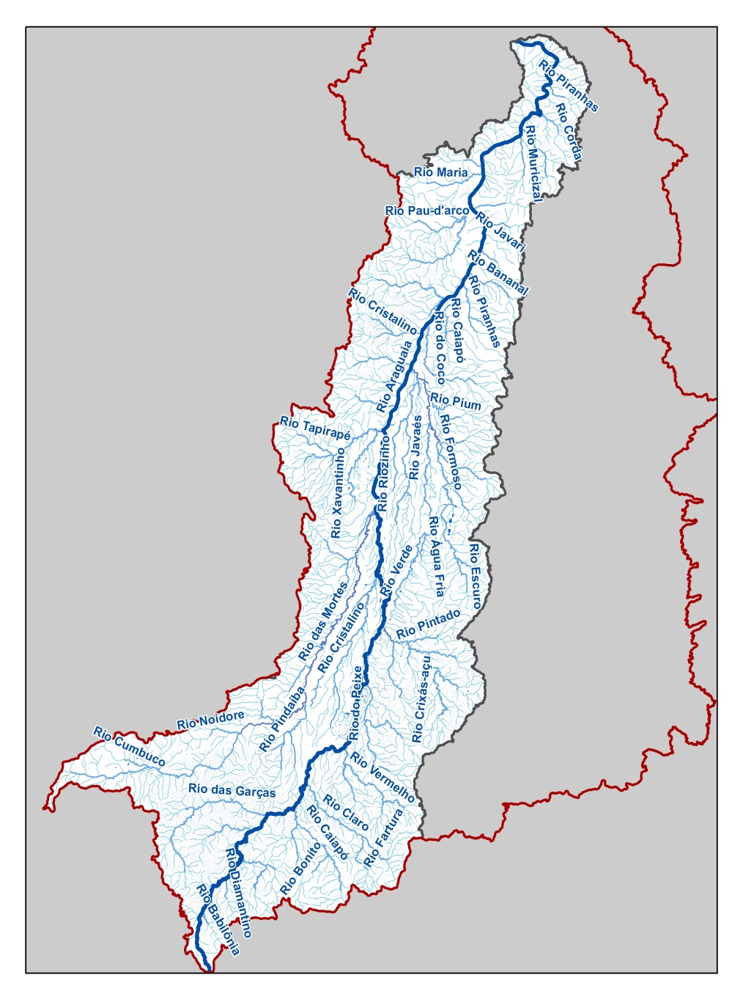 Rio Piranhas
Rio Corda
Rio Muricizal
Rio Maria
Rio Pau-d'arco
Rio Javari
Rio Bananal
Rio Piranhas
Rio Cristalino
Rio Caiapó
Rio do Coco
Rio Araguaia
Rio Pium
Rio Tapirapé
Rio Javaés
Rio Formoso
Rio Riozinho
Rio Xavantinho
Rio Água Fria
Rio Escuro
Rio Verde
Rio das Mortes
Rio Cristalino
Rio Pintado
Rio Crixás-açu
Rio do Peixe
Rio Pindaíba
Rio Noidore
Rio Cumbuco
Rio Vermelho
Rio das Garças
Rio Claro
Rio Caiapó
Rio Fartura
Rio Bonito
Rio Diamantino
Rio Babilônia